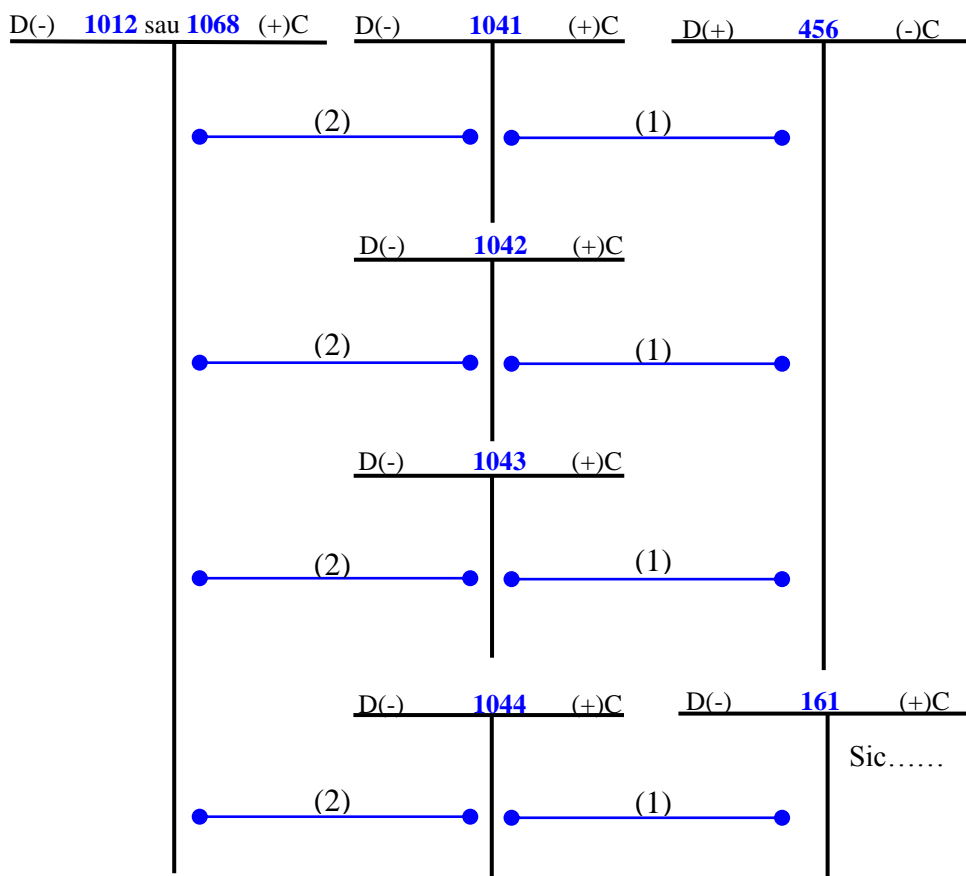 D(-) 1012 sau 1068 (+)C
D(-) 1041 (+)C
D(+) 456 (-)C
(2)
(1)
D(-) 1042 (+)C
(2)
(1)
D(-) 1043 (+)C
(2)
(1)
D(-) 1044 (+)C
D(-) 161 (+)C
Sic......
(2)
(1)